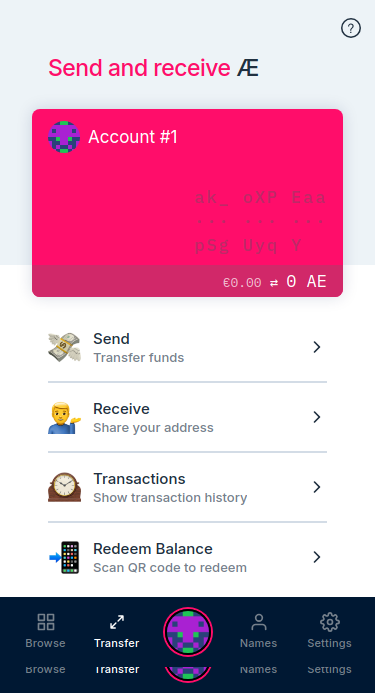 Send and receive Æ
Account #1
ak_ oXP Eaa
··· ··· ···
pSg Uyq Y
€0.00 ⇄ 0 AE
Send
Transfer funds
Receive
Share your address
Transactions
Show transaction history
Redeem Balance
Scan QR code to redeem
Browse Transfer Names Settings
Browse Transfer Names Settings